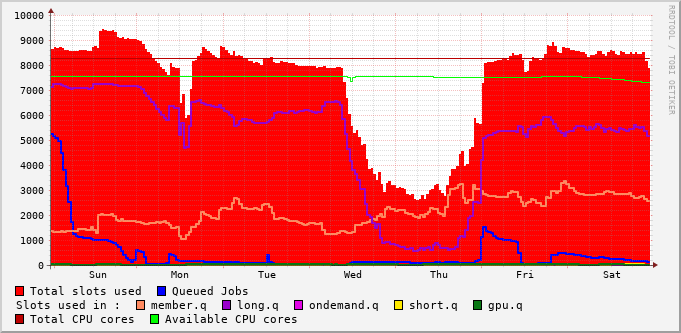 RRDTOOL / TOBI OETIKER
10000
9000
8000
7000
6000
5000
4000
3000
2000
1000
0
Sun Mon Tue Wed Thu Fri Sat
Total slots used Queued Jobs
Slots used in : member.q long.q ondemand.q short.q gpu.q
Total CPU cores Available CPU cores